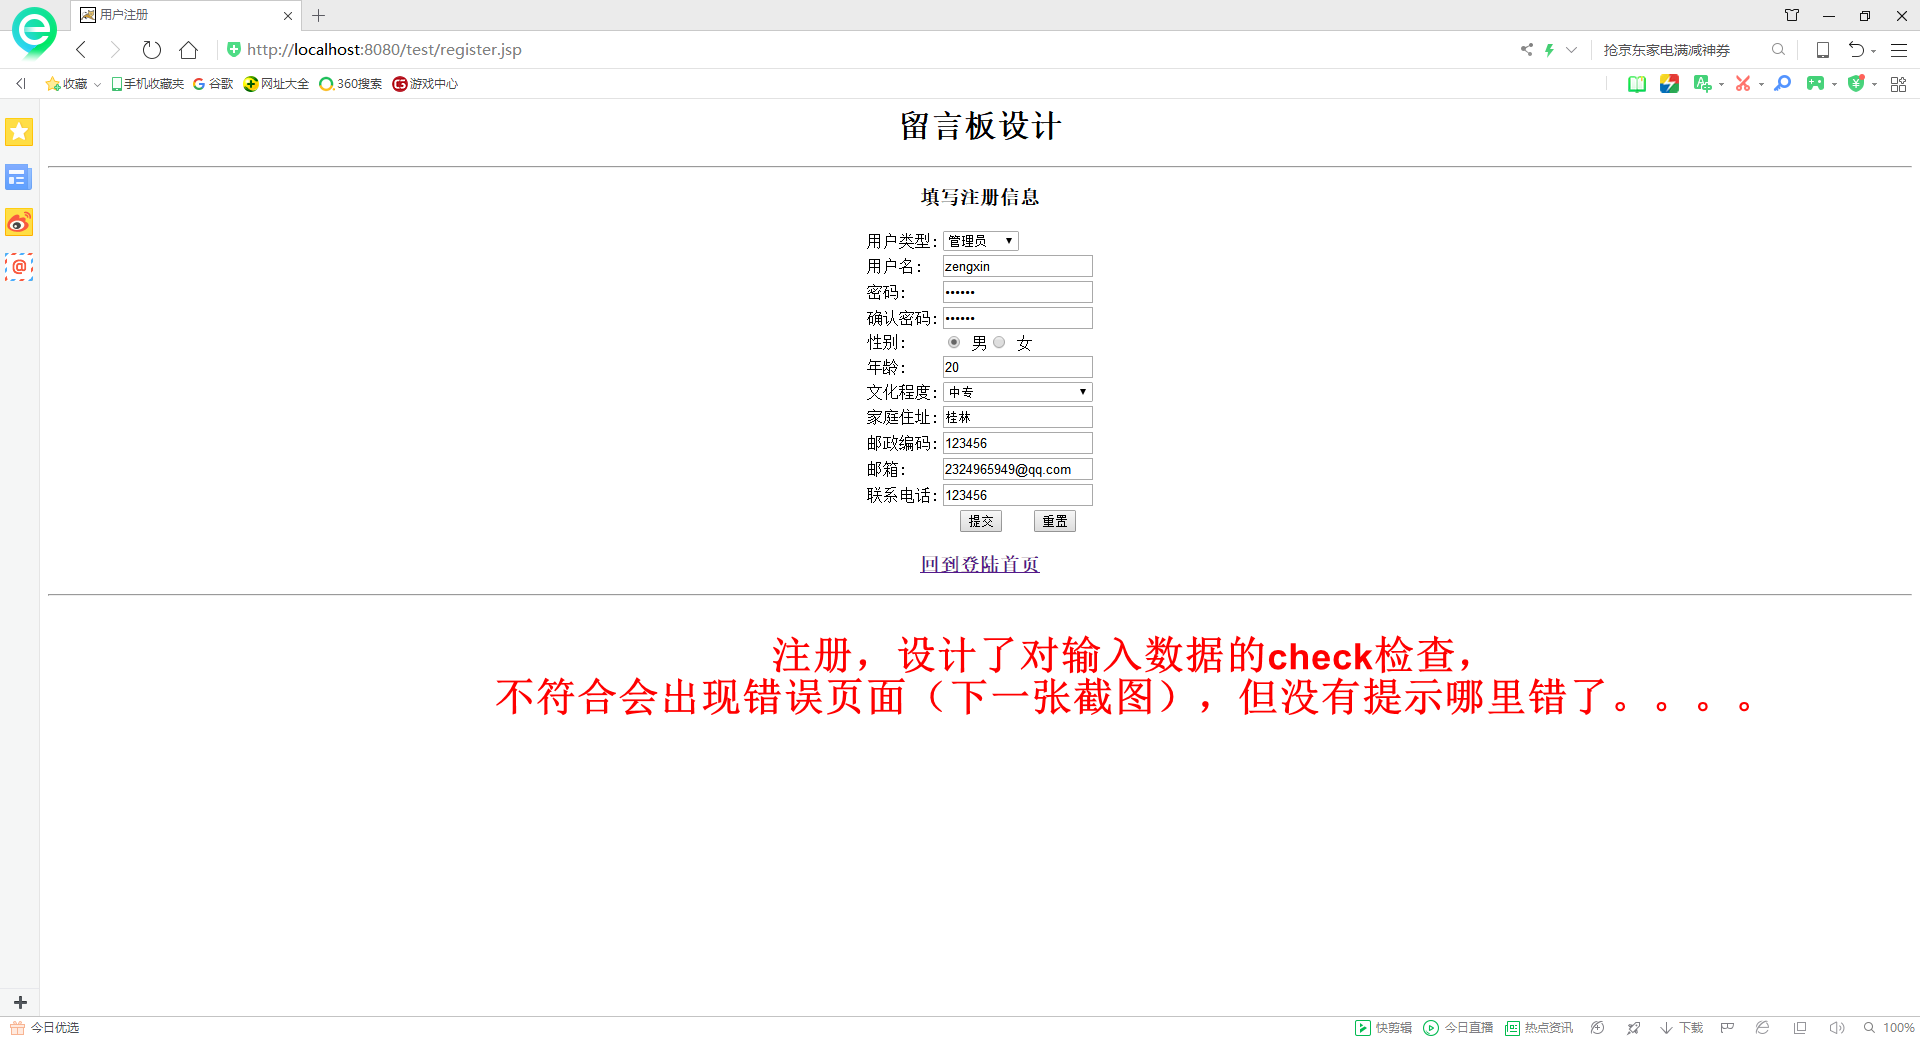 用户注册
http://localhost:8080/test/register.jsp
抢京东家电满减神券
收藏 手机收藏夹 谷歌 网址大全 360搜索 游戏中心
留言板设计
填写注册信息
用户类型: 管理员
用户名: zengxin
密码: ••••••
确认密码: ••••••
性别: 男 女
年龄: 20
文化程度: 中专
家庭住址: 桂林
邮政编码: 123456
邮箱: 2324965949@qq.com
联系电话: 123456
提交 重置
回到登陆首页
注册，设计了对输入数据的check检查，
不符合会出现错误页面（下一张截图），但没有提示哪里错了。。。。
今日优选 快剪辑 今日直播 热点资讯 下载 100%